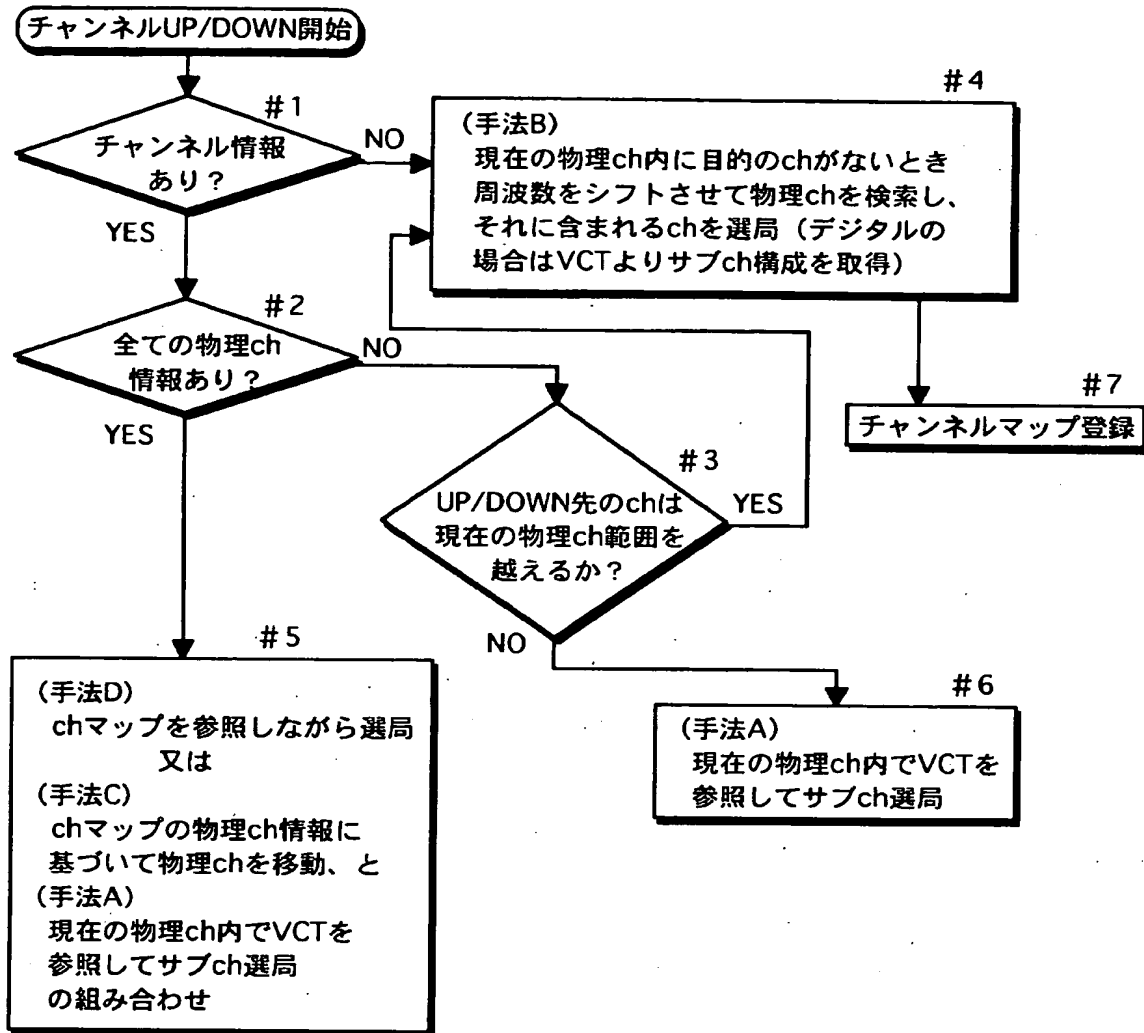 チャンネルUP/DOWN開始
#1
チャンネル情報
あり?
NO
YES
#4
(手法B)
現在の物理ch内に目的のchがないとき
周波数をシフトさせて物理chを検索し、
それに含まれるchを選局(デジタルの
場合はVCTよりサブch構成を取得)
#2
全ての物理ch
情報あり?
NO
YES
#7
チャンネルマップ登録
#3
UP/DOWN先のchは
現在の物理ch範囲を
越えるか?
YES
NO
#5
(手法D)
chマップを参照しながら選局
又は
(手法C)
chマップの物理ch情報に
基づいて物理chを移動、と
(手法A)
現在の物理ch内でVCTを
参照してサブch選局
の組み合わせ
#6
(手法A)
現在の物理ch内でVCTを
参照してサブch選局